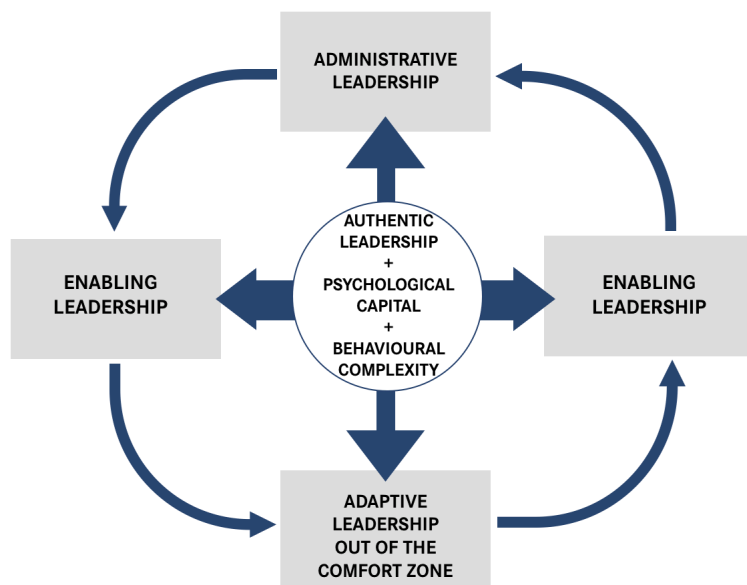 ADMINISTRATIVE
LEADERSHIP
AUTHENTIC
LEADERSHIP
+
PSYCHOLOGICAL
CAPITAL
+
BEHAVIOURAL
COMPLEXITY
ENABLING
LEADERSHIP
ENABLING
LEADERSHIP
ADAPTIVE
LEADERSHIP
OUT OF THE
COMFORT ZONE